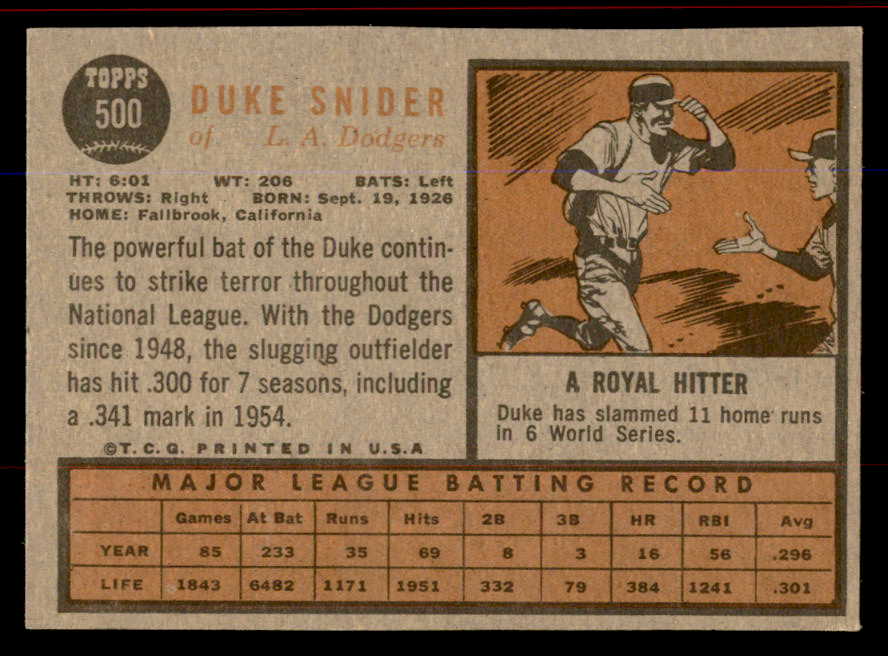 TOPPS
500
DUKE SNIDER
of L. A. Dodgers
HT: 6:01 WT: 206 BATS: Left
THROWS: Right BORN: Sept. 19, 1926
HOME: Fallbrook, California
The powerful bat of the Duke contin-
ues to strike terror throughout the
National League. With the Dodgers
since 1948, the slugging outfielder
has hit .300 for 7 seasons, including
a .341 mark in 1954.
©T. C. G. PRINTED IN U.S.A
A ROYAL HITTER
Duke has slammed 11 home runs
in 6 World Series.
MAJOR LEAGUE BATTING RECORD
Games At Bat Runs Hits 2B 3B HR RBI Avg
YEAR 85 233 35 69 8 3 16 56 .296
LIFE 1843 6482 1171 1951 332 79 384 1241 .301